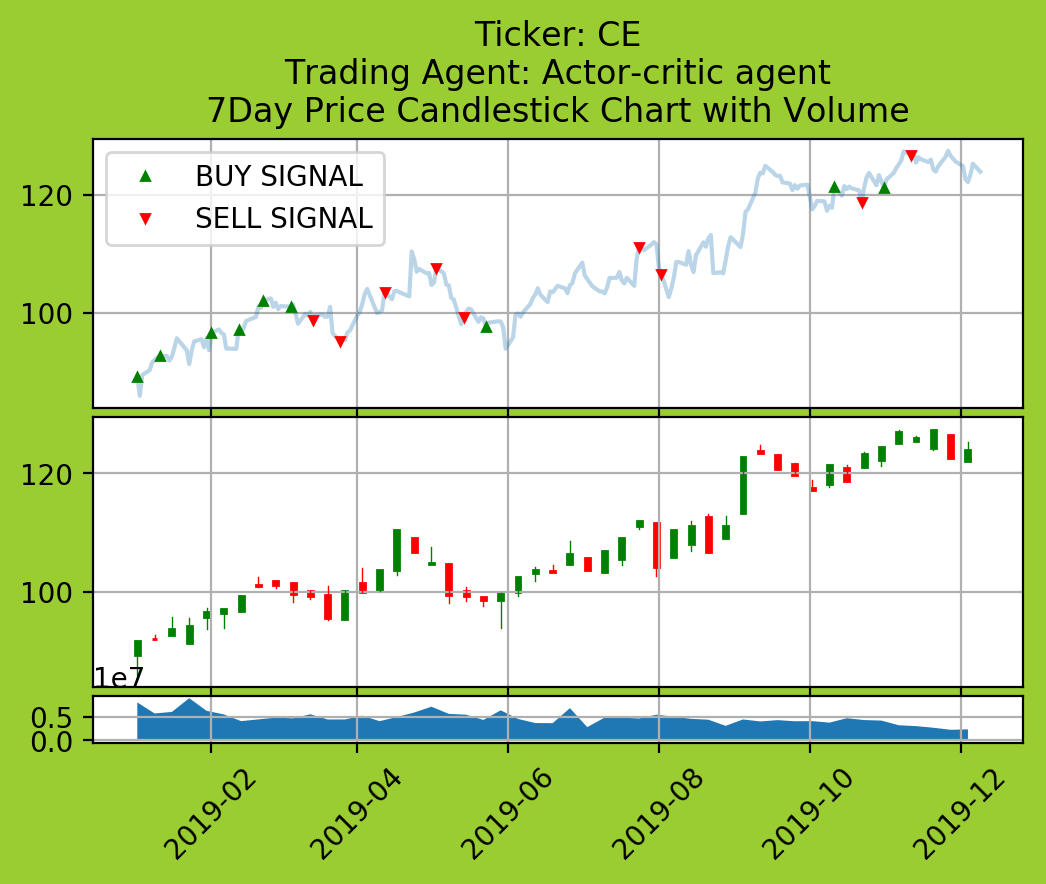 Ticker: CE
Trading Agent: Actor-critic agent
7Day Price Candlestick Chart with Volume
BUY SIGNAL
SELL SIGNAL
120
100
120
100
1e7
0.5
0.0
2019-02
2019-04
2019-06
2019-08
2019-10
2019-12